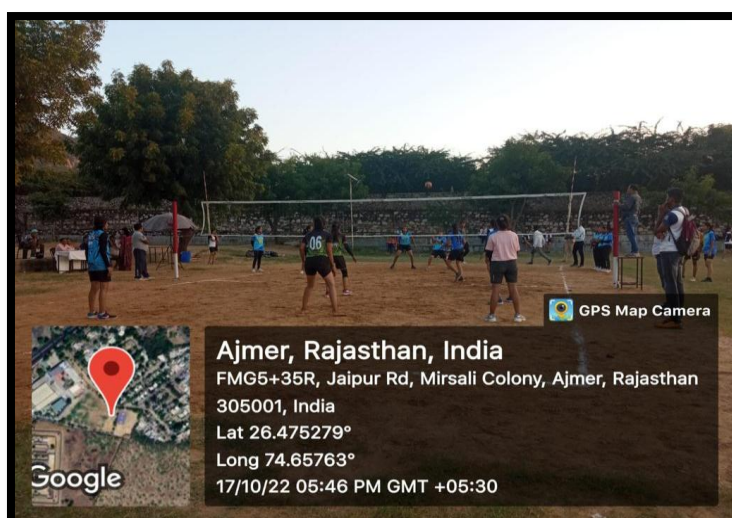 06
GPS Map Camera
Ajmer, Rajasthan, India
FMG5+35R, Jaipur Rd, Mirsali Colony, Ajmer, Rajasthan
305001, India
Lat 26.475279°
Long 74.65763°
17/10/22 05:46 PM GMT +05:30
Google